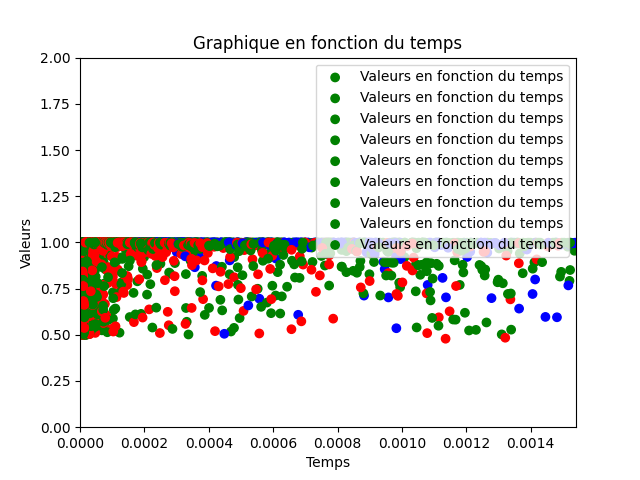 Graphique en fonction du temps
2.00
1.75
1.50
1.25
1.00
0.75
0.50
0.25
0.00
Valeurs
Valeurs en fonction du temps
Valeurs en fonction du temps
Valeurs en fonction du temps
Valeurs en fonction du temps
Valeurs en fonction du temps
Valeurs en fonction du temps
Valeurs en fonction du temps
Valeurs en fonction du temps
Valeurs en fonction du temps
0.0000 0.0002 0.0004 0.0006 0.0008 0.0010 0.0012 0.0014
Temps